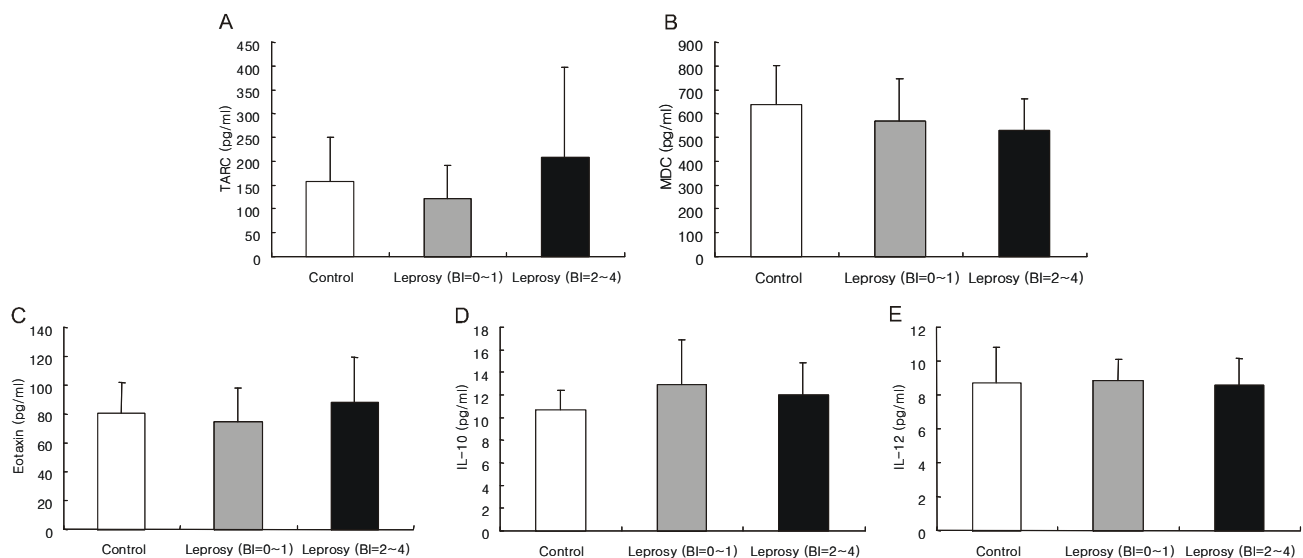 A
TARC (pg/ml)
450
400
350
300
250
200
150
100
50
0
Control
Leprosy (BI=0~1)
Leprosy (BI=2~4)
B
MDC (pg/ml)
900
800
700
600
500
400
300
200
100
0
Control
Leprosy (BI=0~1)
Leprosy (BI=2~4)
C
Eotaxin (pg/ml)
140
120
100
80
60
40
20
0
Control
Leprosy (BI=0~1)
Leprosy (BI=2~4)
D
IL-10 (pg/ml)
18
16
14
12
10
8
6
4
2
0
Control
Leprosy (BI=0~1)
Leprosy (BI=2~4)
E
IL-12 (pg/ml)
12
10
8
6
4
2
0
Control
Leprosy (BI=0~1)
Leprosy (BI=2~4)